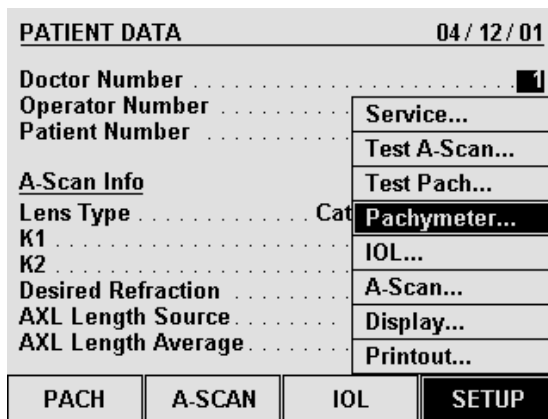 PATIENT DATA 04 / 12 / 01
Doctor Number . . . . . . . . . . . . . . . . . . . . . . . . . 1
Operator Number . . . . . . . . . .
Patient Number . . . . . . . . . . .
A-Scan Info
Lens Type . . . . . . . . . . . . . Cat
K1 . . . . . . . . . . . . . . . . . . . . . .
K2 . . . . . . . . . . . . . . . . . . . . . .
Desired Refraction . . . . . . . .
AXL Length Source . . . . . . . .
AXL Length Average . . . . . . .
Service...
Test A-Scan...
Test Pach...
Pachymeter...
IOL...
A-Scan...
Display...
Printout...
PACH A-SCAN IOL SETUP